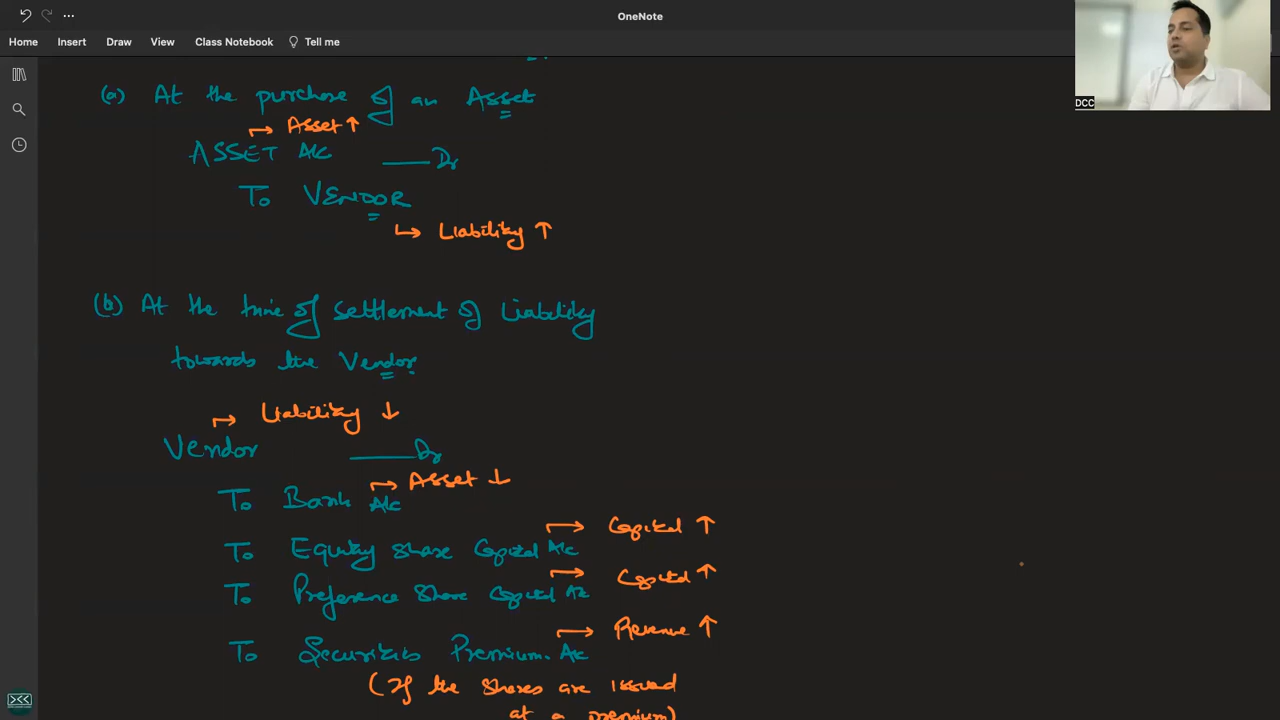 OneNote
Home Insert Draw View Class Notebook Tell me
DCC
(a) At the purchase of an Asset
→ Asset ↑
ASSET A/c —— Dr
To VENDOR
↳ Liability ↑
(b) At the time of settlement of Liability
towards the Vendor.
→ Liability ↓
Vendor —— Dr
→ Asset ↓
To Bank A/c
→ Capital ↑
To Equity Share Capital A/c
→ Capital ↑
To Preference Share Capital A/c
→ Revenue ↑
To Securities Premium. A/c
(If the shares are issued
at a premium)